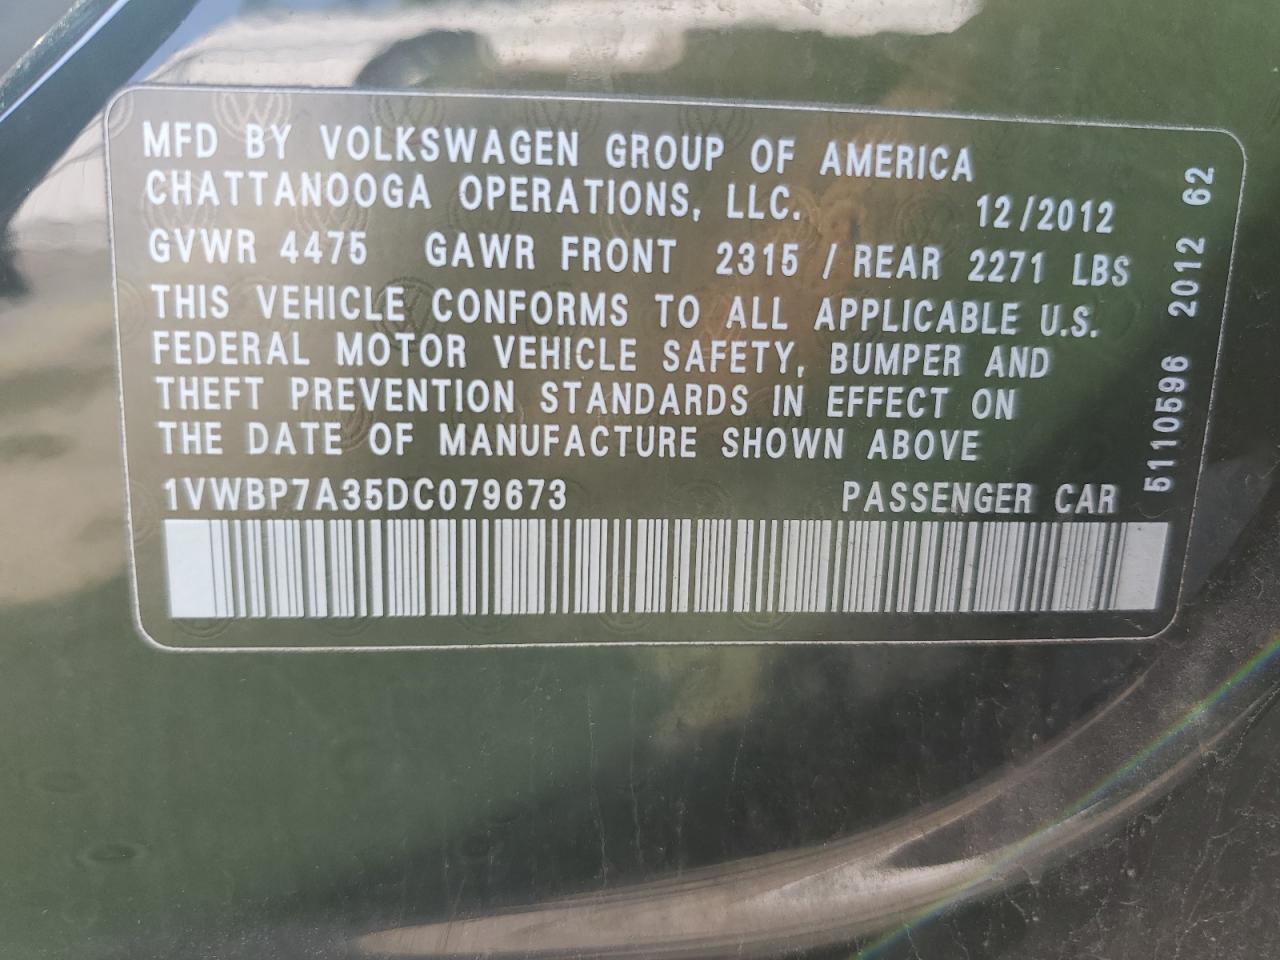 MFD BY VOLKSWAGEN GROUP OF AMERICA
CHATTANOOGA OPERATIONS, LLC. 12/2012
GVWR 4475 GAWR FRONT 2315 / REAR 2271 LBS
THIS VEHICLE CONFORMS TO ALL APPLICABLE U.S.
FEDERAL MOTOR VEHICLE SAFETY, BUMPER AND
THEFT PREVENTION STANDARDS IN EFFECT ON
THE DATE OF MANUFACTURE SHOWN ABOVE
1VWBP7A35DC079673 PASSENGER CAR
5110596 2012 62